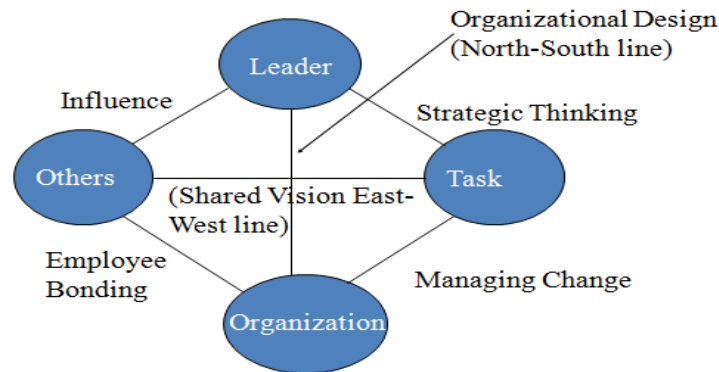 Organizational Design
(North-South line)
Leader
Influence
Strategic Thinking
Others
Task
(Shared Vision East-
West line)
Employee
Bonding
Managing Change
Organization